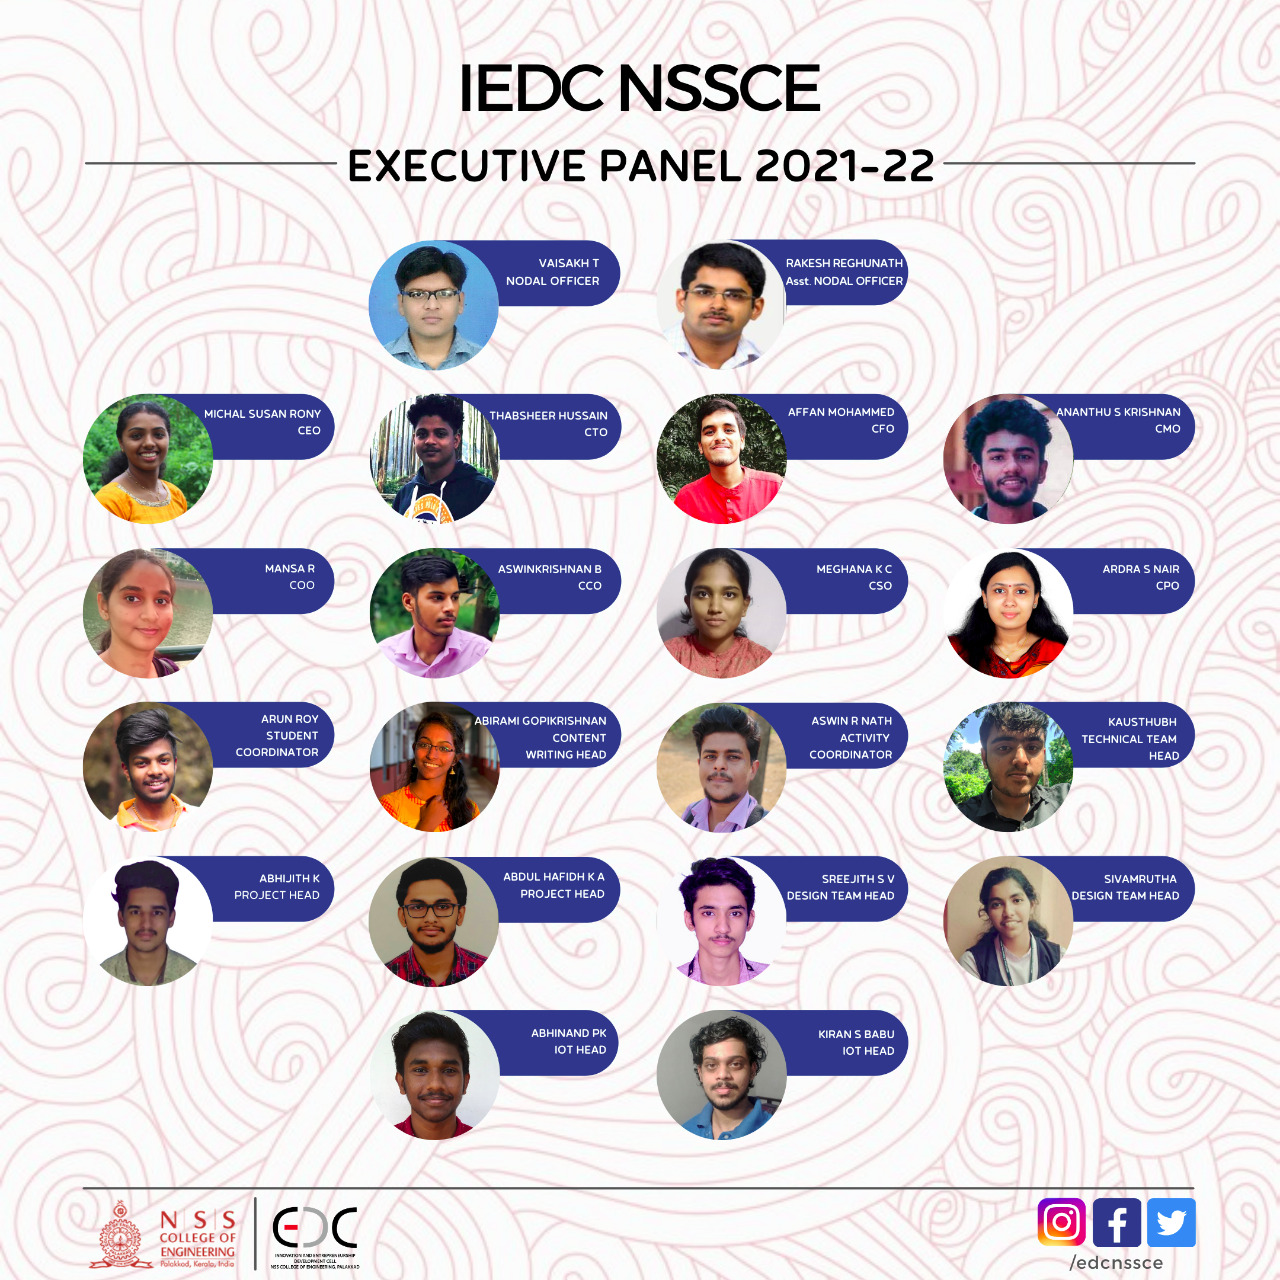 IEDC NSSCE
EXECUTIVE PANEL 2021-22
VAISAKH T
NODAL OFFICER
RAKESH REGHUNATH
Asst. NODAL OFFICER
MICHAL SUSAN RONY
CEO
THABSHEER HUSSAIN
CTO
AFFAN MOHAMMED
CFO
ANANTHU S KRISHNAN
CMO
MANSA R
COO
ASWINKRISHNAN B
CCO
MEGHANA K C
CSO
ARDRA S NAIR
CPO
ARUN ROY
STUDENT
COORDINATOR
ABIRAMI GOPIKRISHNAN
CONTENT
WRITING HEAD
ASWIN R NATH
ACTIVITY
COORDINATOR
KAUSTHUBH
TECHNICAL TEAM
HEAD
ABHIJITH K
PROJECT HEAD
ABDUL HAFIDH K A
PROJECT HEAD
SREEJITH S V
DESIGN TEAM HEAD
SIVAMRUTHA
DESIGN TEAM HEAD
ABHINAND PK
IOT HEAD
KIRAN S BABU
IOT HEAD
N|S|S
COLLEGE OF
ENGINEERING
Palakkad, Kerala, India
EDC
INNOVATION AND ENTREPRENEURSHIP
DEVELOPMENT CELL
NSS COLLEGE OF ENGINEERING, PALAKKAD
/edcnssce